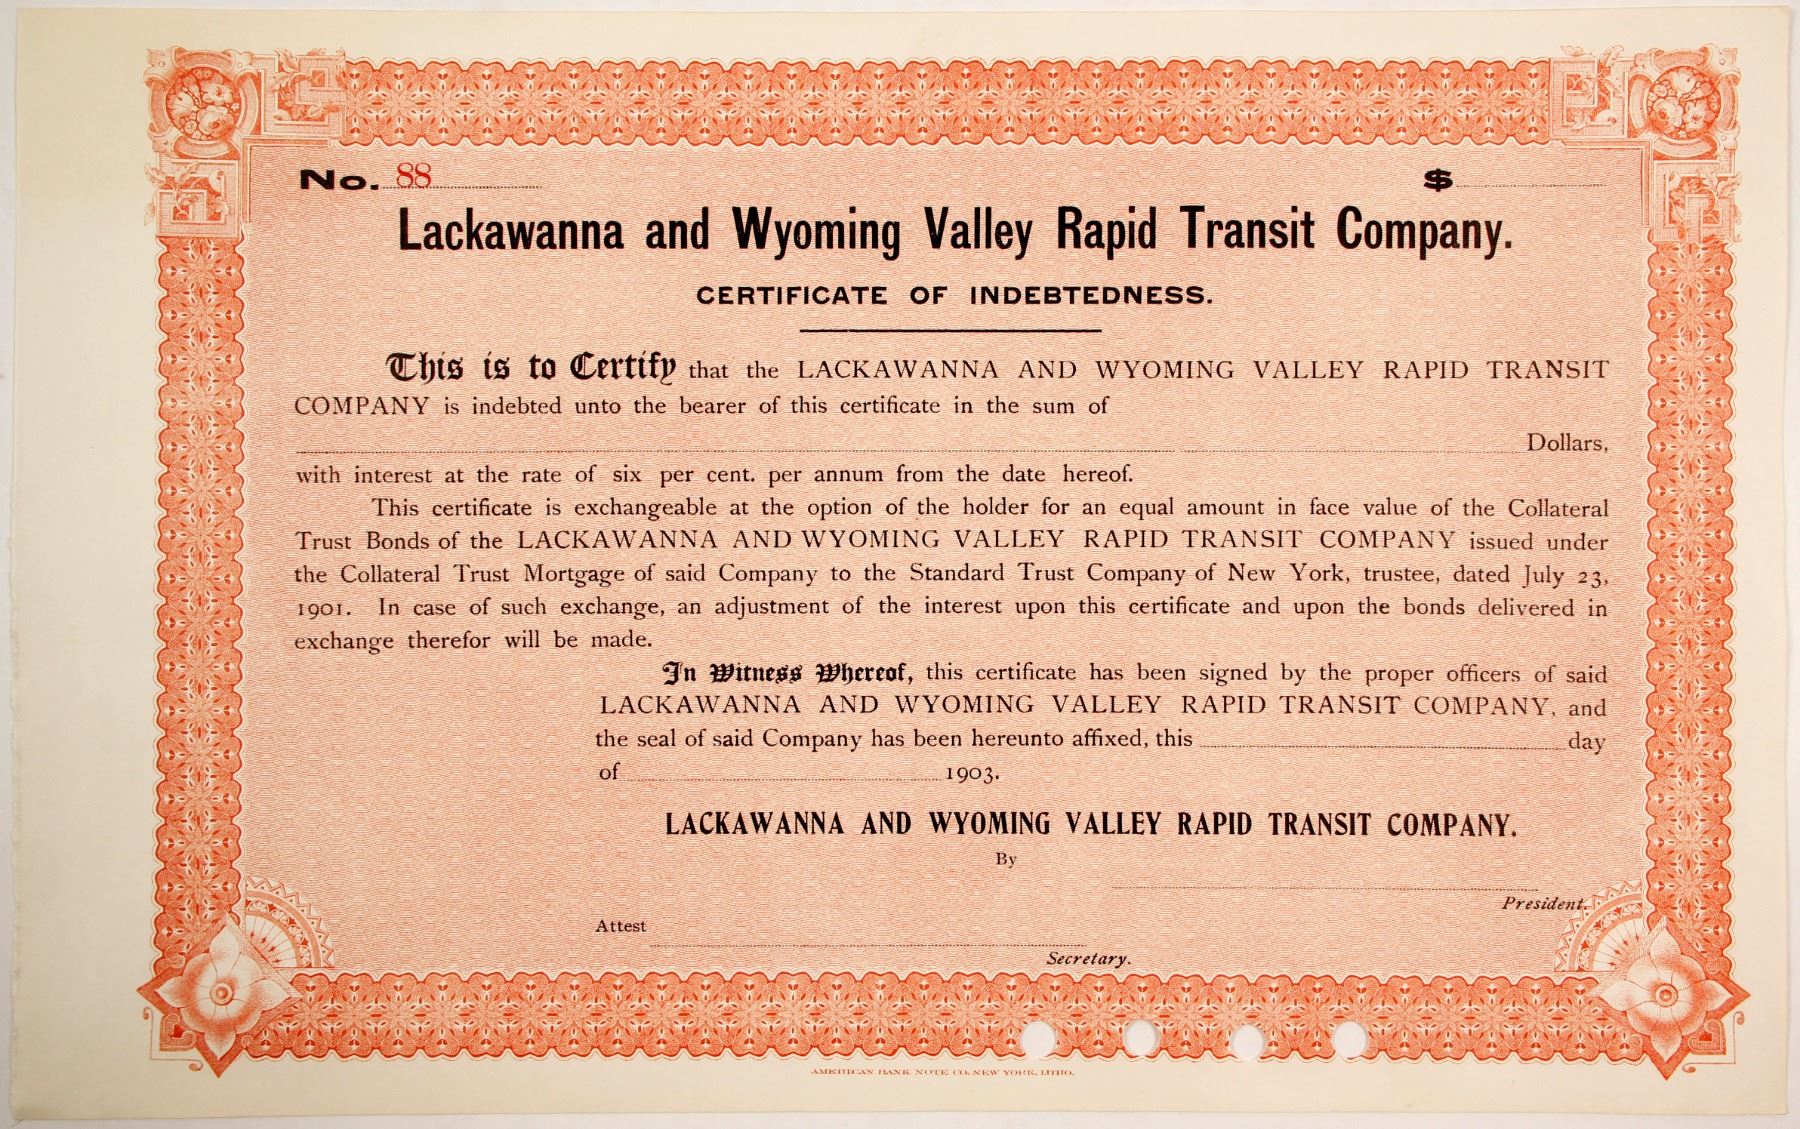 No. 88 $
Lackawanna and Wyoming Valley Rapid Transit Company.
CERTIFICATE OF INDEBTEDNESS.
This is to Certify that the LACKAWANNA AND WYOMING VALLEY RAPID TRANSIT
COMPANY is indebted unto the bearer of this certificate in the sum of
Dollars,
with interest at the rate of six per cent. per annum from the date hereof.
This certificate is exchangeable at the option of the holder for an equal amount in face value of the Collateral
Trust Bonds of the LACKAWANNA AND WYOMING VALLEY RAPID TRANSIT COMPANY issued under
the Collateral Trust Mortgage of said Company to the Standard Trust Company of New York, trustee, dated July 23,
1901. In case of such exchange, an adjustment of the interest upon this certificate and upon the bonds delivered in
exchange therefor will be made.
In Witness Whereof, this certificate has been signed by the proper officers of said
LACKAWANNA AND WYOMING VALLEY RAPID TRANSIT COMPANY, and
the seal of said Company has been hereunto affixed, this day
of 1903.
LACKAWANNA AND WYOMING VALLEY RAPID TRANSIT COMPANY.
By
President.
Attest
Secretary.
AMERICAN BANK NOTE CO. NEW YORK, LITHO.